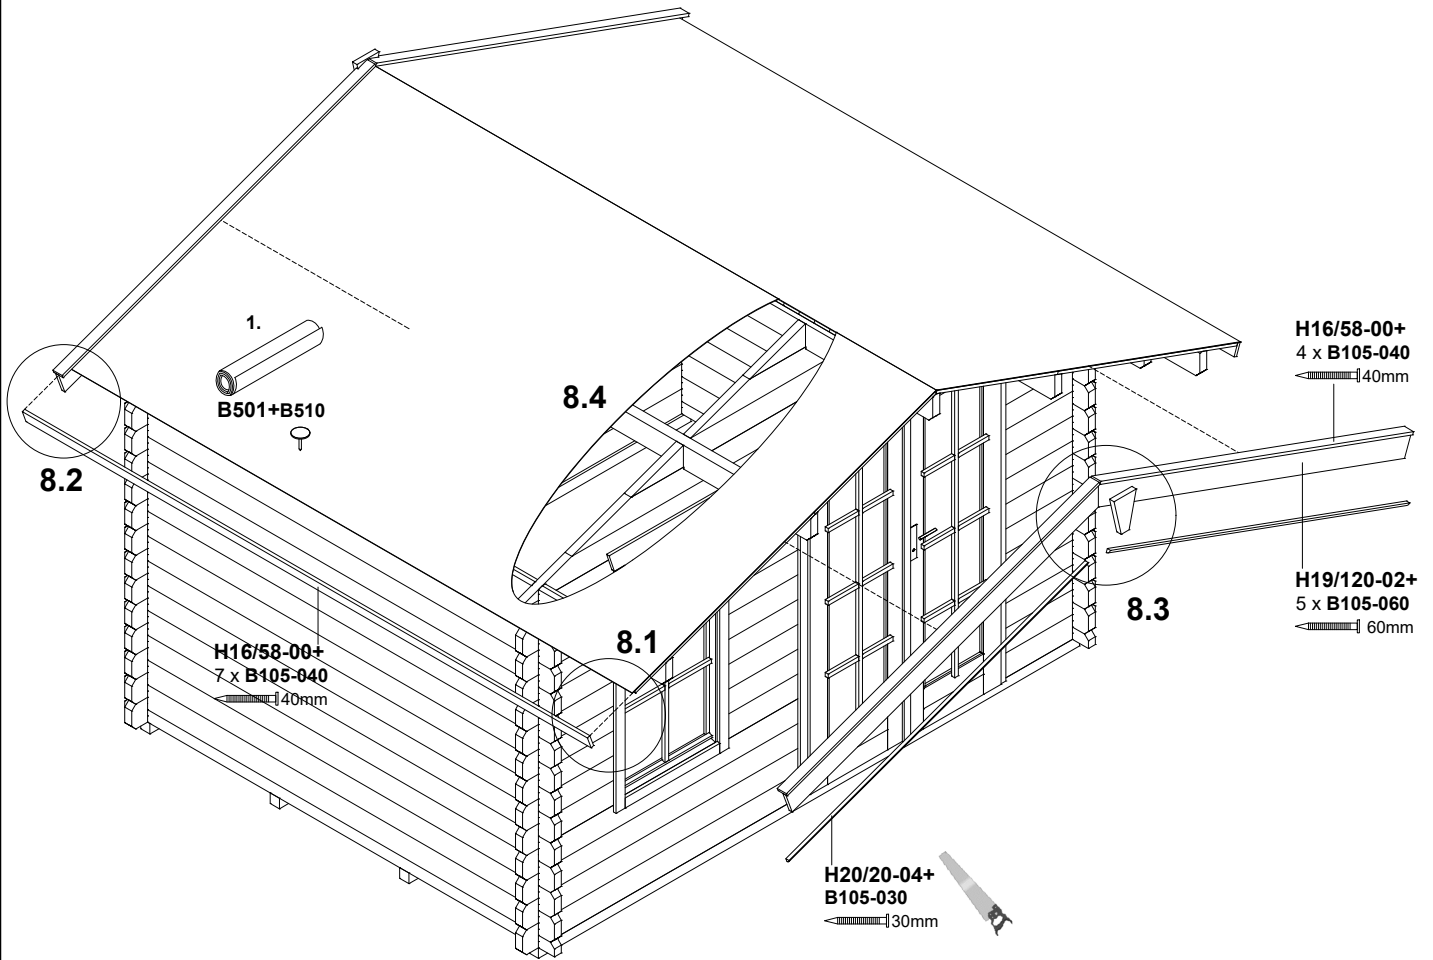 H16/58-00+
4 x B105-040
40mm
1.
B501+B510
8.4
8.2
8.3
H19/120-02+
5 x B105-060
60mm
8.1
H16/58-00+
7 x B105-040
40mm
H20/20-04+
B105-030
30mm